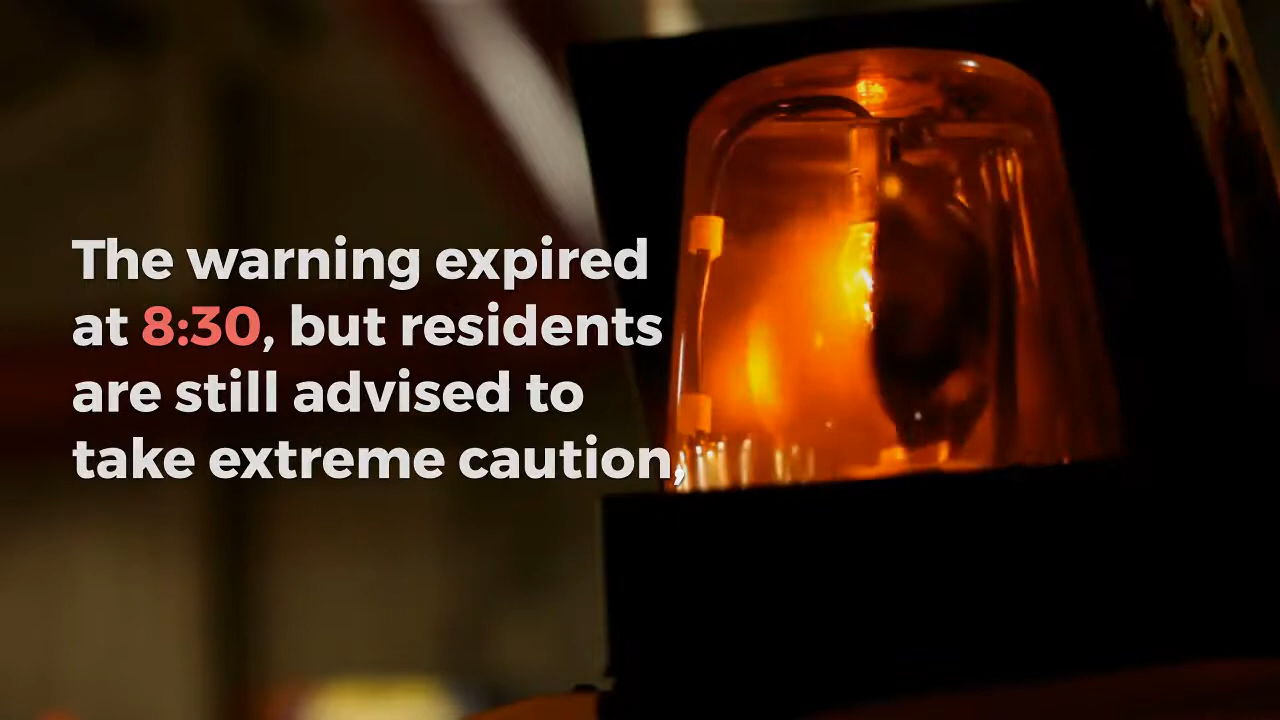 The warning expired
at 8:30, but residents
are still advised to
take extreme caution,